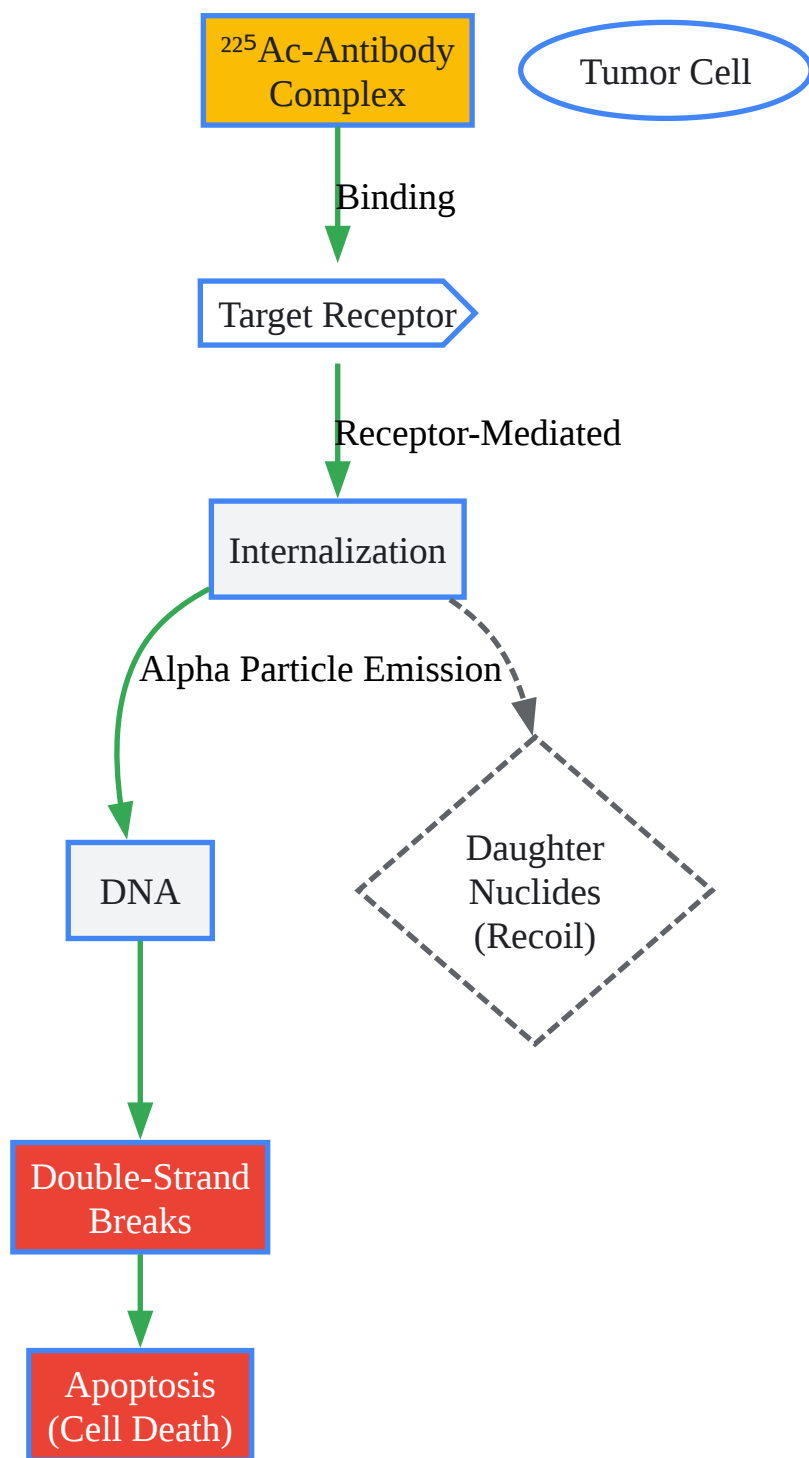 ²²⁵Ac-Antibody
Complex
Tumor Cell
Binding
Target Receptor
Receptor-Mediated
Internalization
Alpha Particle Emission
Daughter
Nuclides
(Recoil)
DNA
Double-Strand
Breaks
Apoptosis
(Cell Death)